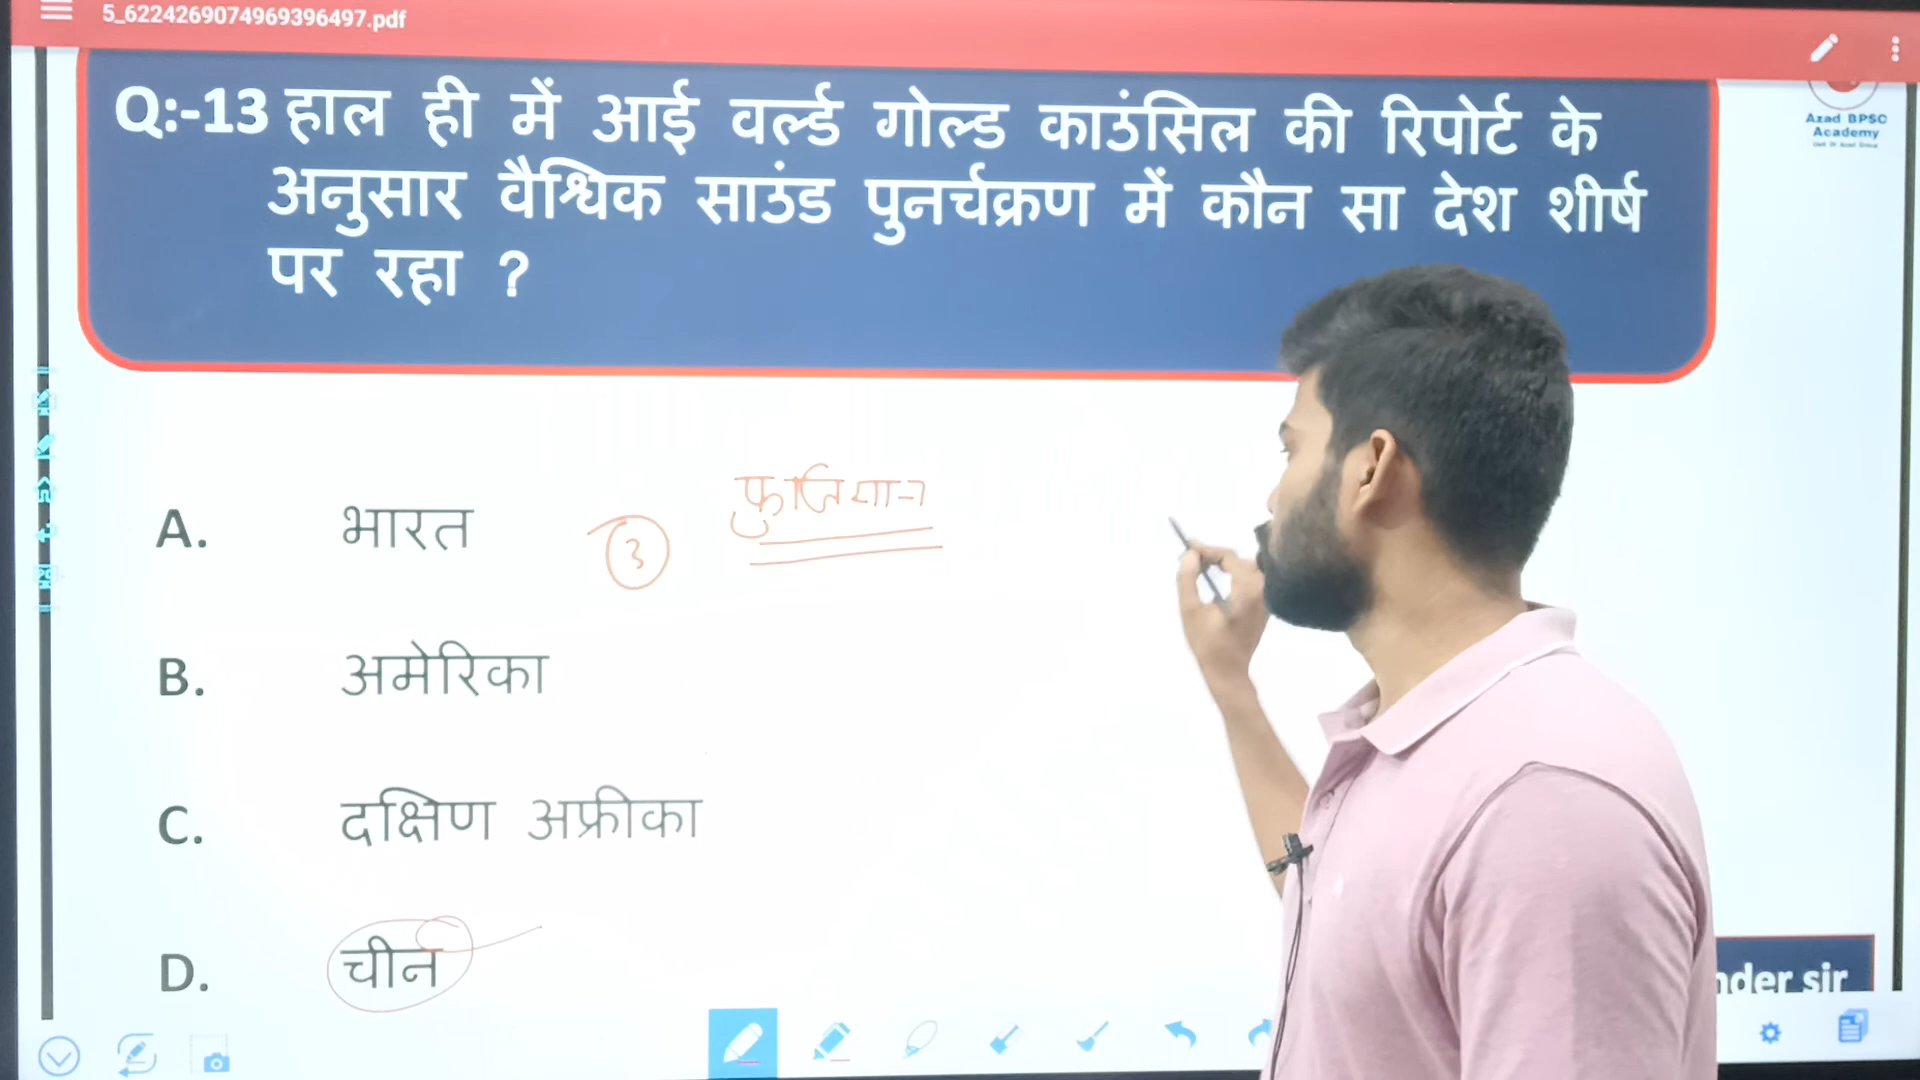 5_6224269074969396497.pdf
Azad BPSC
Academy
Q:-13 हाल ही में आई वर्ल्ड गोल्ड काउंसिल की रिपोर्ट के
अनुसार वैश्विक साउंड पुनर्चक्रण में कौन सा देश शीर्ष
पर रहा ?
A. भारत
3
B. अमेरिका
C. दक्षिण अफ्रीका
D. चीन
nder sir